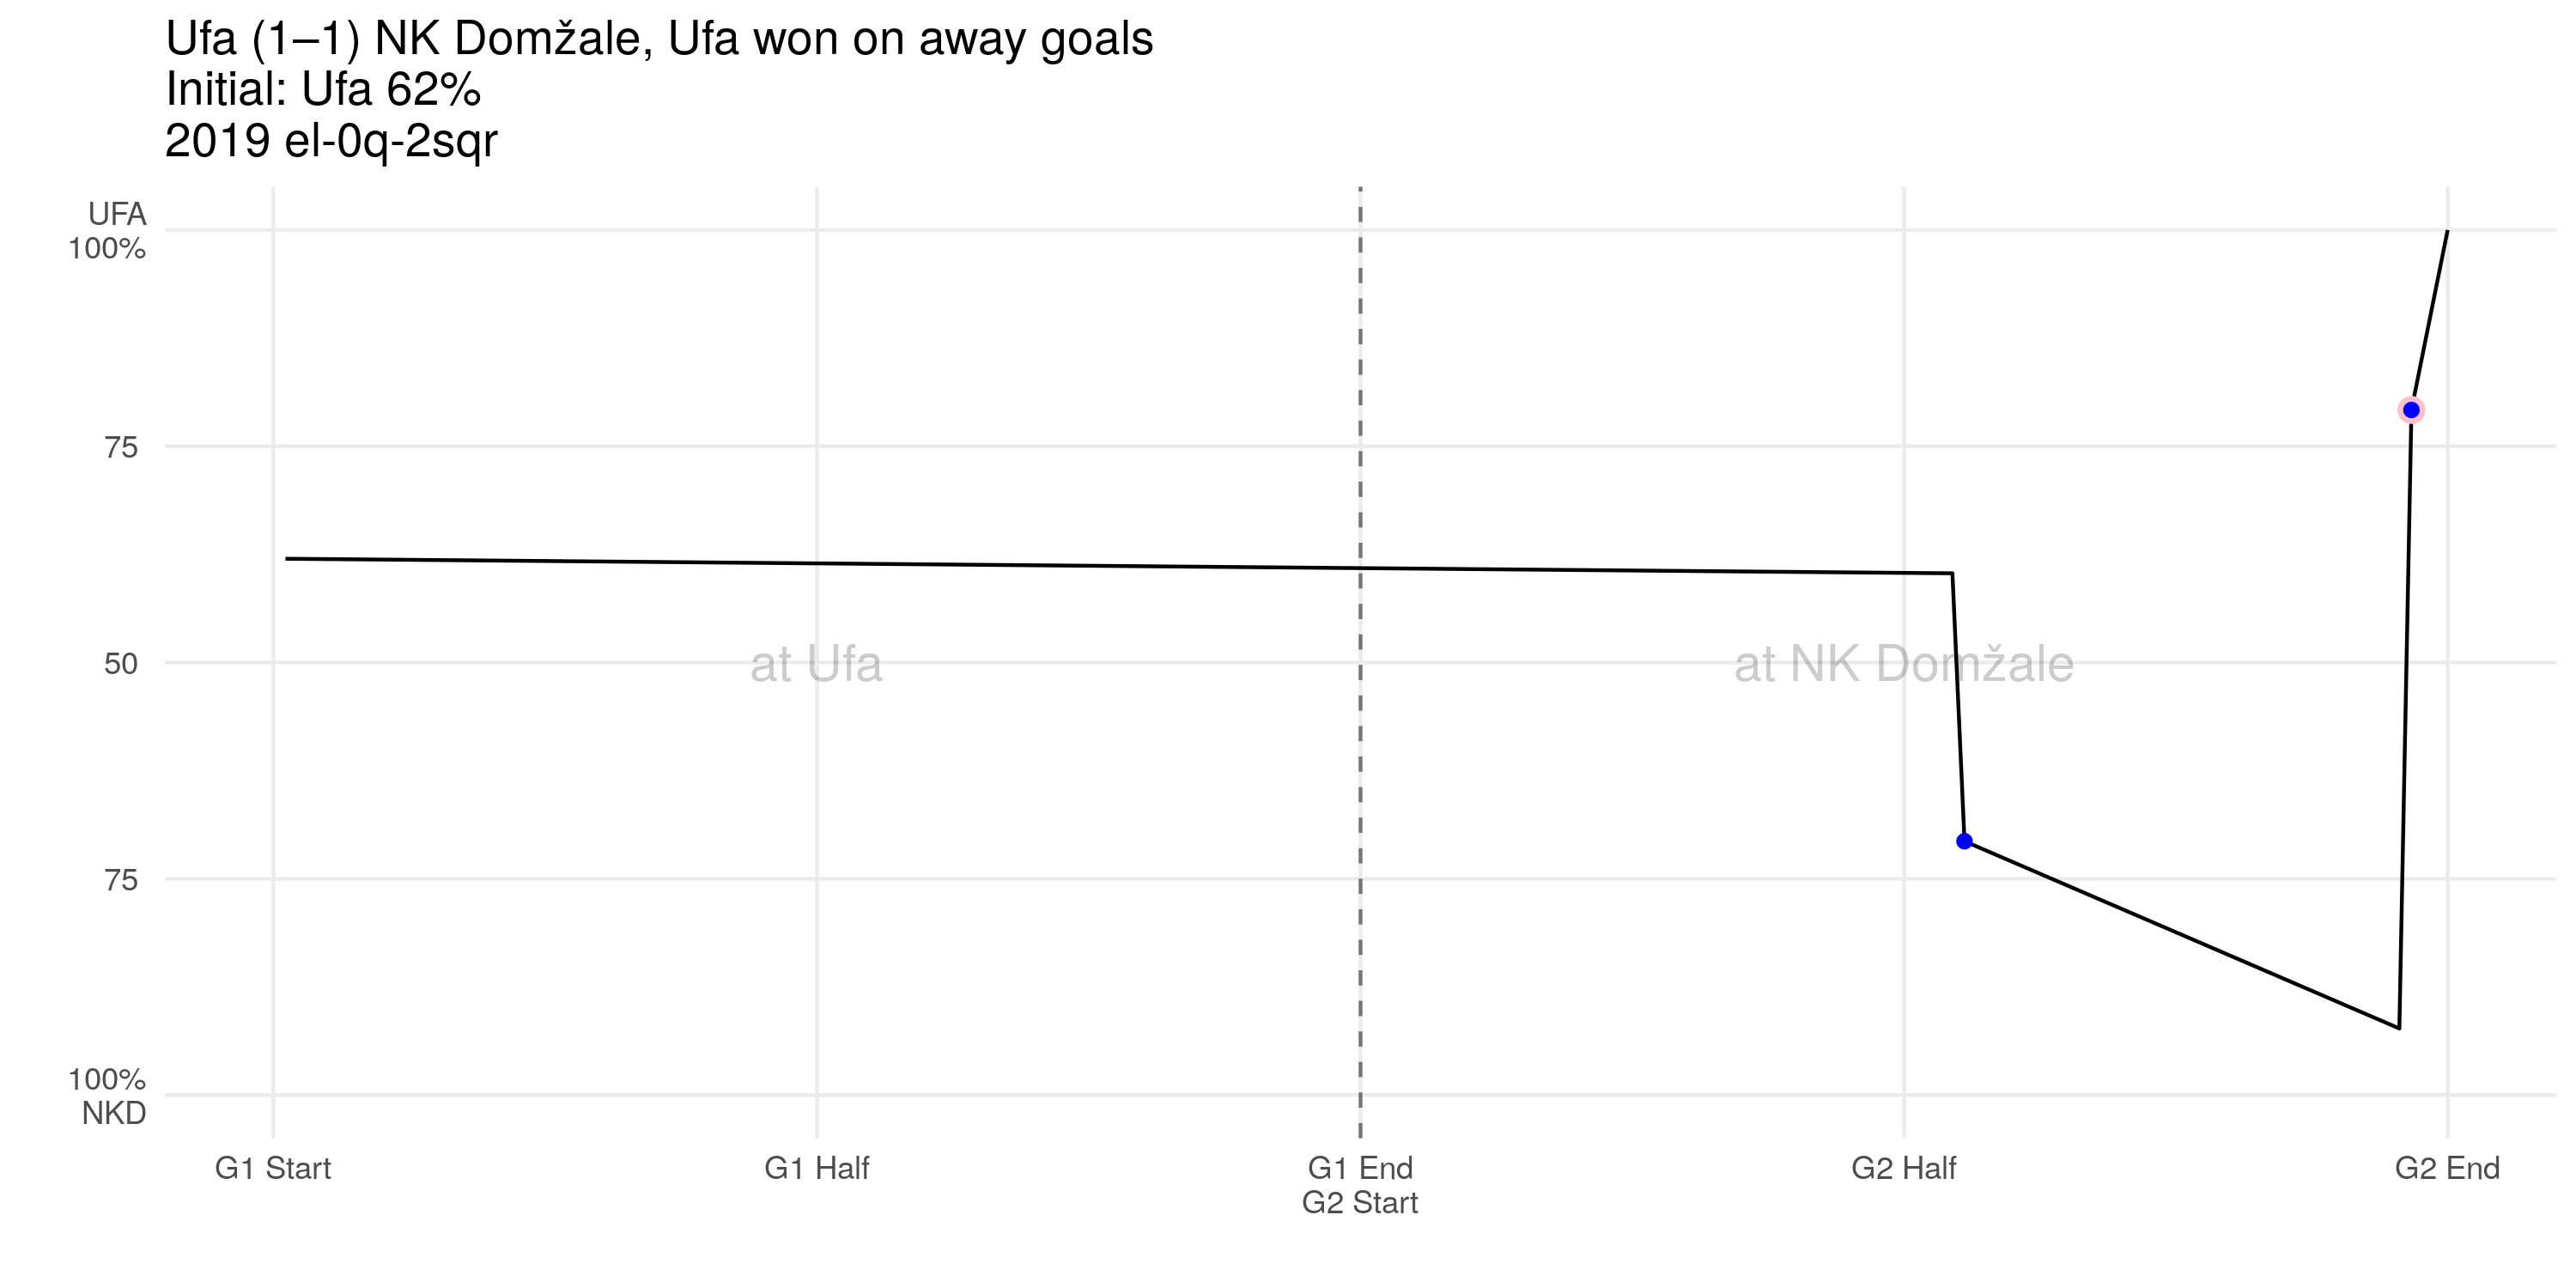 Ufa (1–1) NK Domžale, Ufa won on away goals
Initial: Ufa 62%
2019 el-0q-2sqr
UFA
100%
75
50
75
100%
NKD
at Ufa
at NK Domžale
G1 Start
G1 Half
G1 End
G2 Start
G2 Half
G2 End